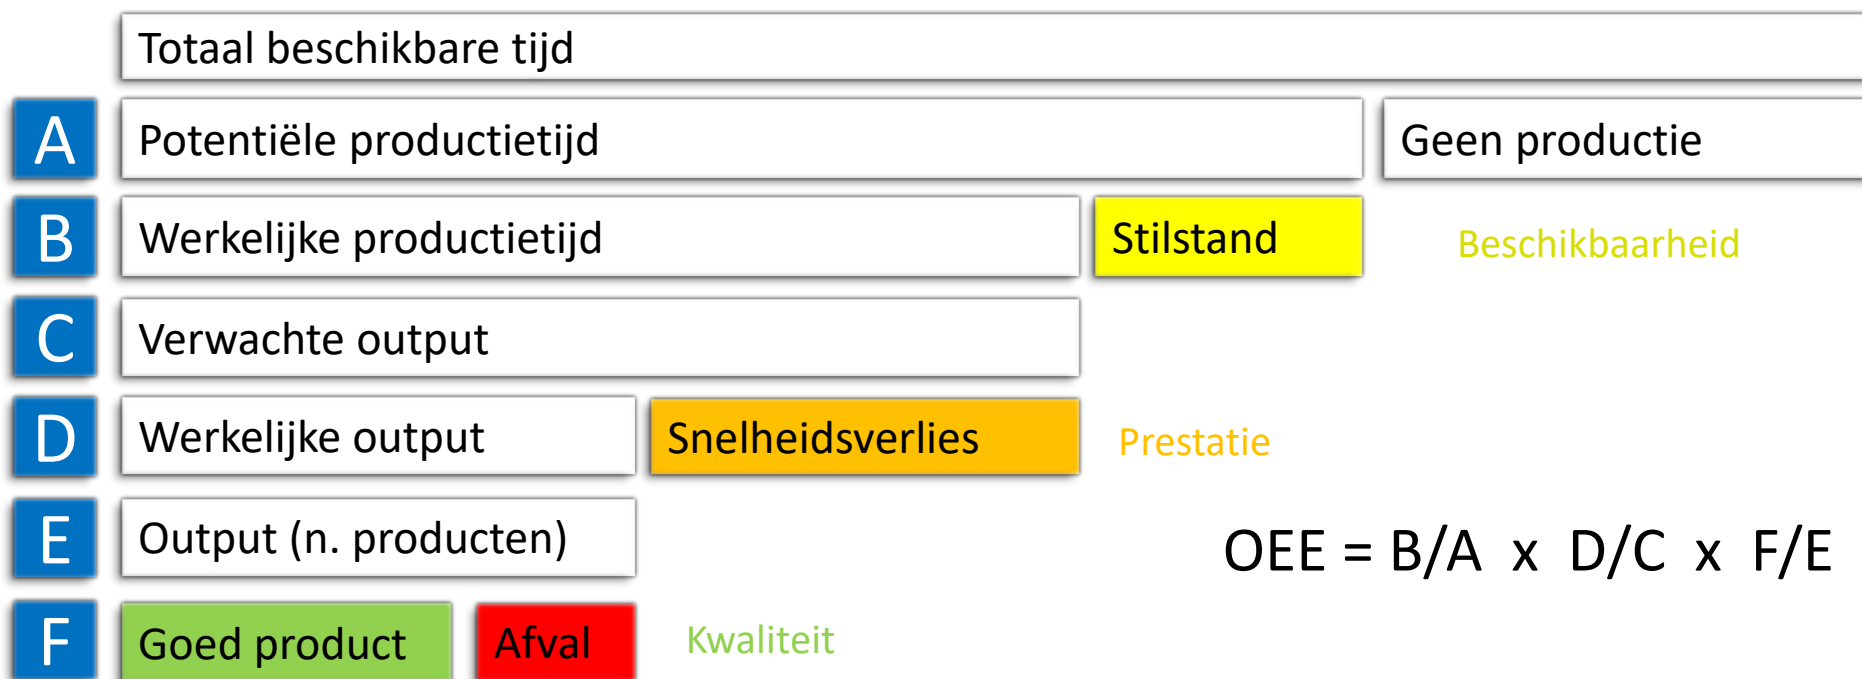 Totaal beschikbare tijd
A Potentiële productietijd Geen productie
B Werkelijke productietijd Stilstand Beschikbaarheid
C Verwachte output
D Werkelijke output Snelheidsverlies Prestatie
E Output (n. producten)
OEE = B/A x D/C x F/E
F Goed product Afval Kwaliteit